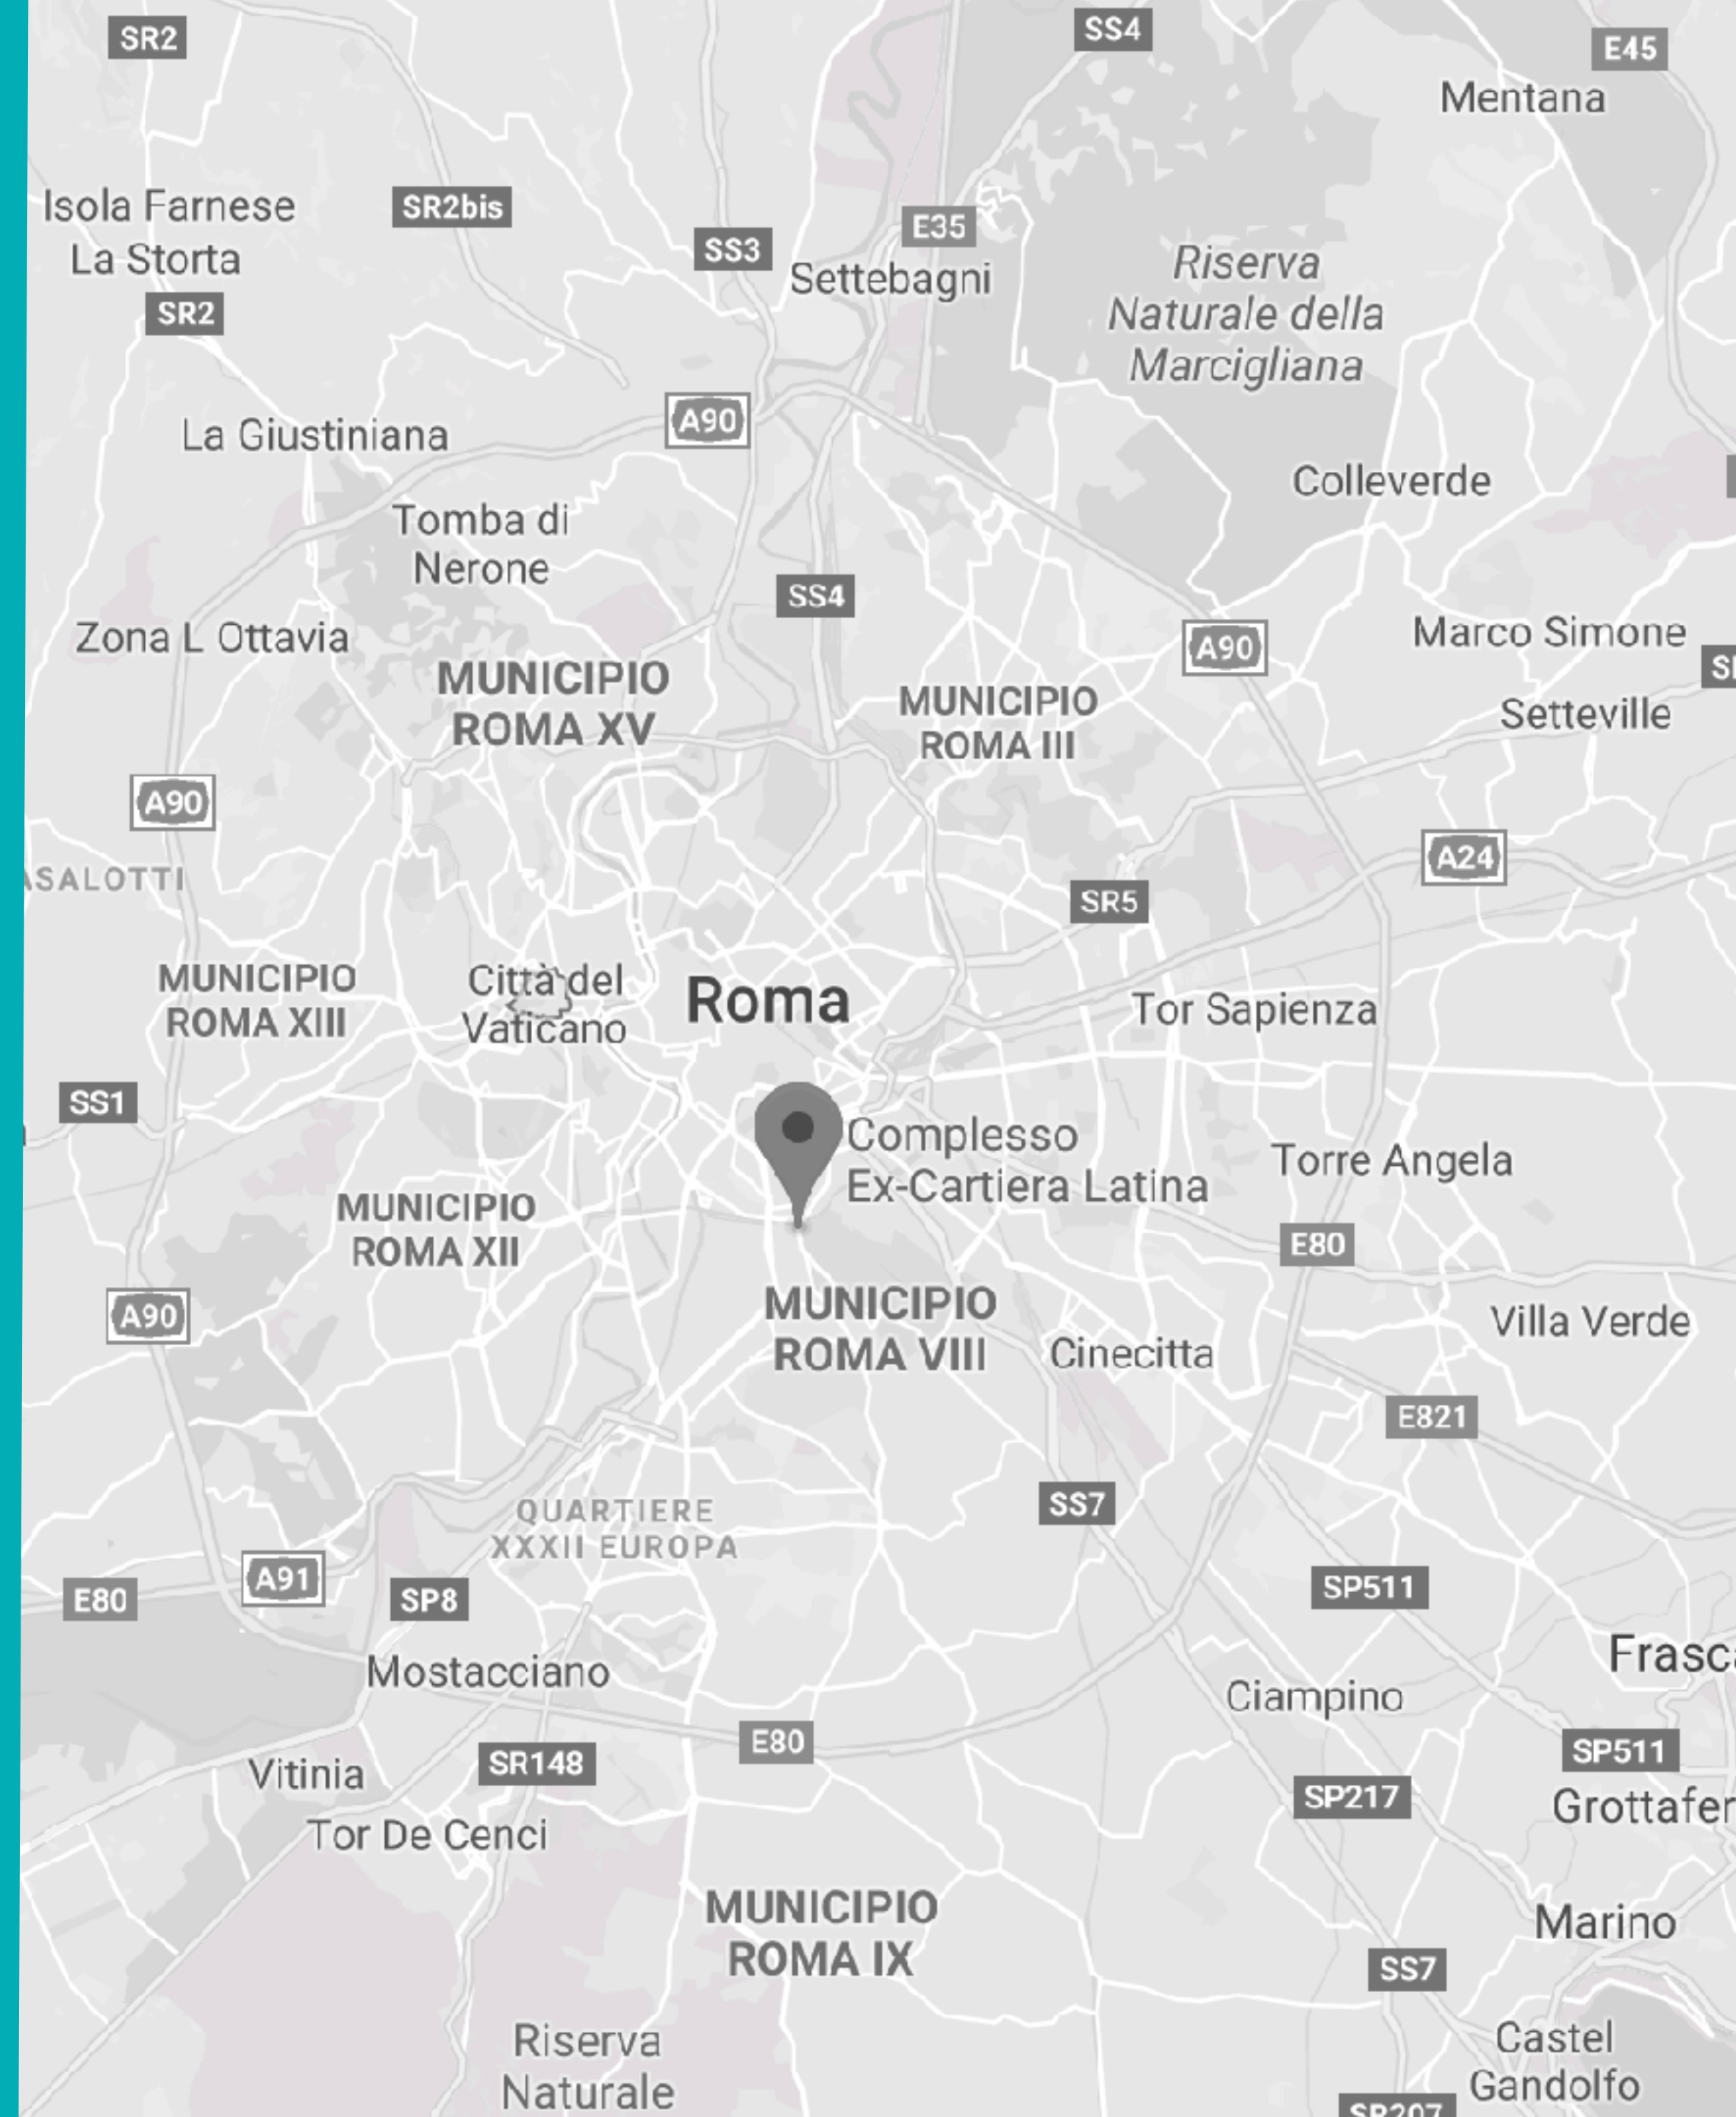 SR2
SS4
E45
Mentana
Isola Farnese
SR2bis
La Storta
SS3
E35
Settebagni
Riserva
Naturale della
Marcigliana
SR2
A90
La Giustiniana
Colleverde
Tomba di
Nerone
SS4
Zona L Ottavia
A90
Marco Simone
MUNICIPIO
ROMA XV
MUNICIPIO
ROMA III
Setteville
A90
A24
SALOTTI
SR5
MUNICIPIO
ROMA XIII
Città del
Vaticano
Roma
Tor Sapienza
SS1
Complesso
Ex-Cartiera Latina
Torre Angela
MUNICIPIO
ROMA XII
E80
A90
MUNICIPIO
ROMA VIII
Cinecitta
Villa Verde
E821
SS7
QUARTIERE
XXXII EUROPA
E80
A91
SP8
SP511
Mostacciano
Frasc
Ciampino
E80
SR148
SP511
Vitinia
SP217
Grottafer
Tor De Cenci
MUNICIPIO
ROMA IX
Marino
SS7
Riserva
Naturale
Castel
Gandolfo
SR207